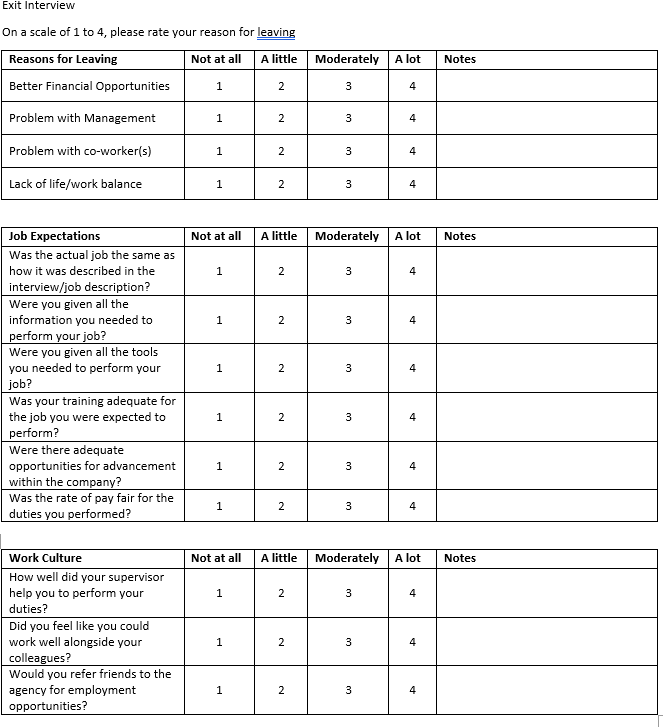 Exit Interview
On a scale of 1 to 4, please rate your reason for leaving
Reasons for Leaving Not at all A little Moderately A lot Notes
Better Financial Opportunities 1 2 3 4
Problem with Management 1 2 3 4
Problem with co-worker(s) 1 2 3 4
Lack of life/work balance 1 2 3 4
Job Expectations Not at all A little Moderately A lot Notes
Was the actual job the same as
how it was described in the 1 2 3 4
interview/job description?
Were you given all the
information you needed to 1 2 3 4
perform your job?
Were you given all the tools
you needed to perform your 1 2 3 4
job?
Was your training adequate for
the job you were expected to 1 2 3 4
perform?
Were there adequate
opportunities for advancement 1 2 3 4
within the company?
Was the rate of pay fair for the
duties you performed? 1 2 3 4
Work Culture Not at all A little Moderately A lot Notes
How well did your supervisor
help you to perform your 1 2 3 4
duties?
Did you feel like you could
work well alongside your 1 2 3 4
colleagues?
Would you refer friends to the
agency for employment 1 2 3 4
opportunities?